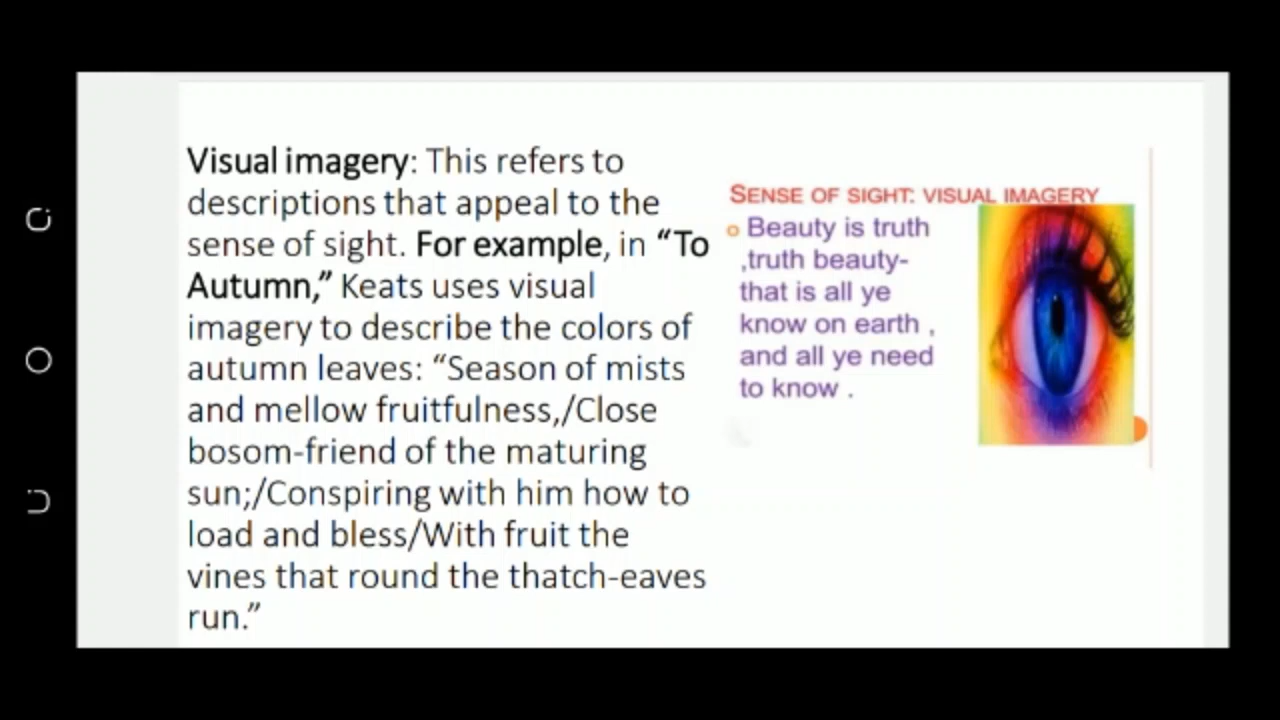 Visual imagery: This refers to
descriptions that appeal to the
sense of sight. For example, in “To
Autumn,” Keats uses visual
imagery to describe the colors of
autumn leaves: “Season of mists
and mellow fruitfulness,/Close
bosom-friend of the maturing
sun;/Conspiring with him how to
load and bless/With fruit the
vines that round the thatch-eaves
run.”
SENSE OF SIGHT: VISUAL IMAGERY
Beauty is truth
,truth beauty-
that is all ye
know on earth ,
and all ye need
to know .